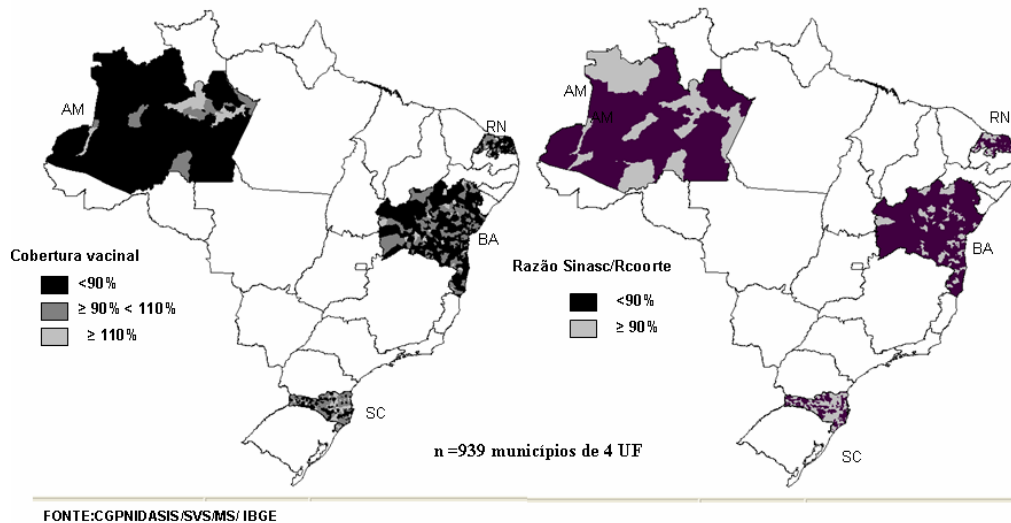 AM
RN
BA
SC
Cobertura vacinal
<90%
≥ 90% < 110%
≥ 110%
AM
AM
RN
BA
SC
Razão Sinasc/Rcoorte
<90%
≥ 90%
n =939 municípios de 4 UF
FONTE:CGPNIDASIS/SVS/MS/ IBGE